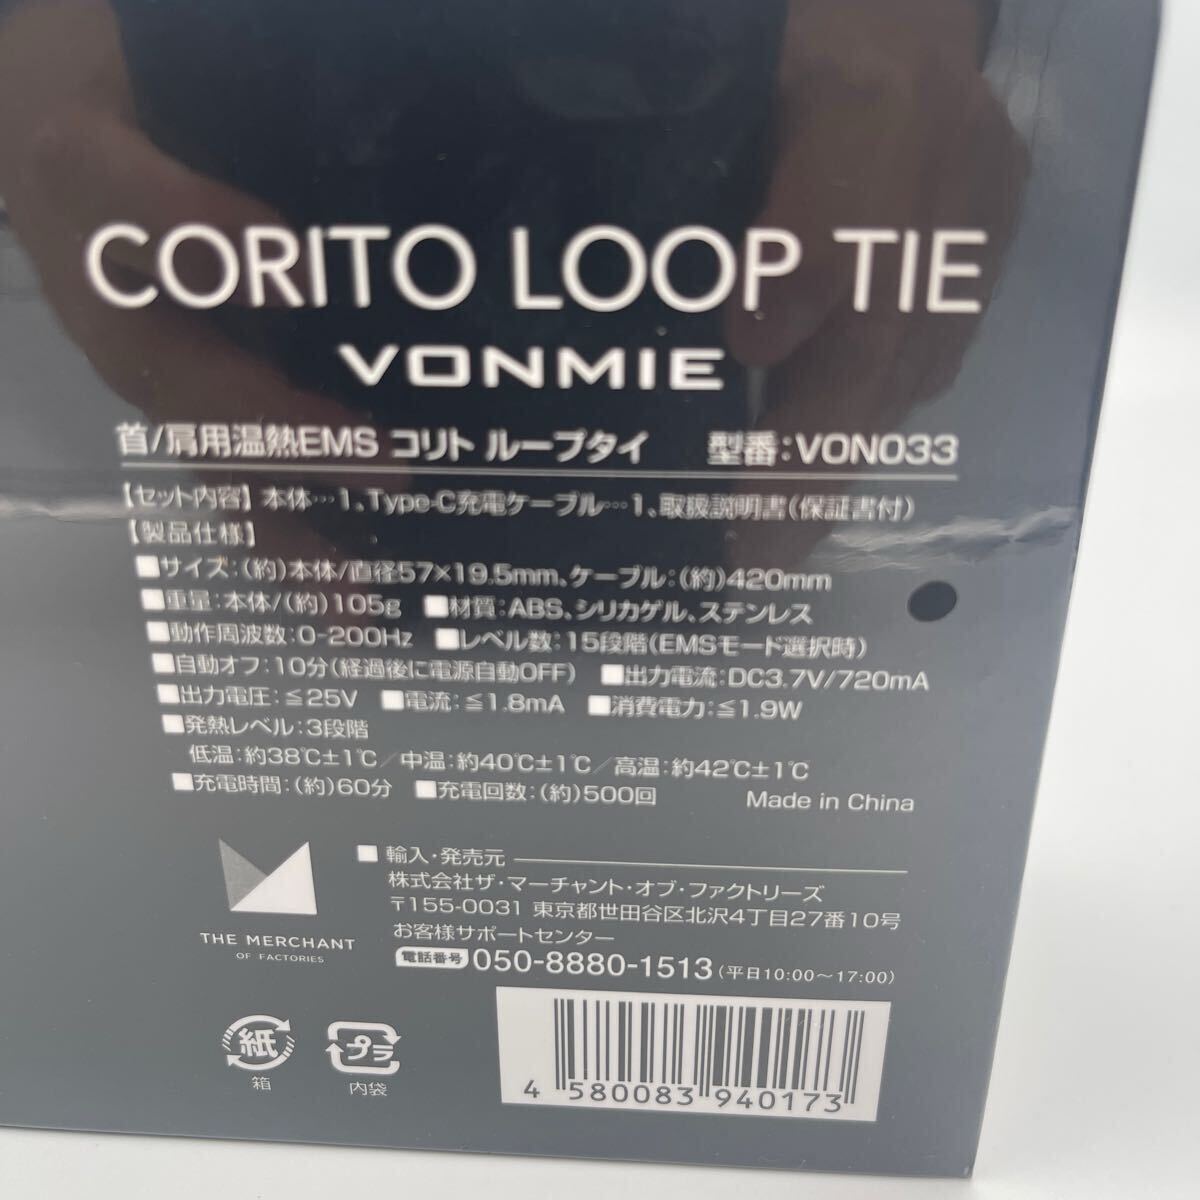 CORITO LOOP TIE
VONMIE
首/肩用温熱EMS コリト ループタイ 型番:VON033
【セット内容】本体…1、Type-C充電ケーブル…1、取扱説明書(保証書付)
【製品仕様】
■サイズ:(約)本体/直径57×19.5mm、ケーブル:(約)420mm
■重量:本体/(約)105g ■材質:ABS、シリカゲル、ステンレス
■動作周波数:0-200Hz ■レベル数:15段階(EMSモード選択時)
■自動オフ:10分(経過後に電源自動OFF) ■出力電流:DC3.7V/720mA
■出力電圧:≦25V ■電流:≦1.8mA ■消費電力:≦1.9W
■発熱レベル:3段階
低温:約38℃±1℃/中温:約40℃±1℃/高温:約42℃±1℃
■充電時間:(約)60分 ■充電回数:(約)500回 Made in China
■輸入・発売元
株式会社ザ・マーチャント・オブ・ファクトリーズ
〒155-0031 東京都世田谷区北沢4丁目27番10号
お客様サポートセンター
電話番号 050-8880-1513(平日10:00〜17:00)
THE MERCHANT
OF FACTORIES
紙
箱
プラ
内袋
4 580083 940173